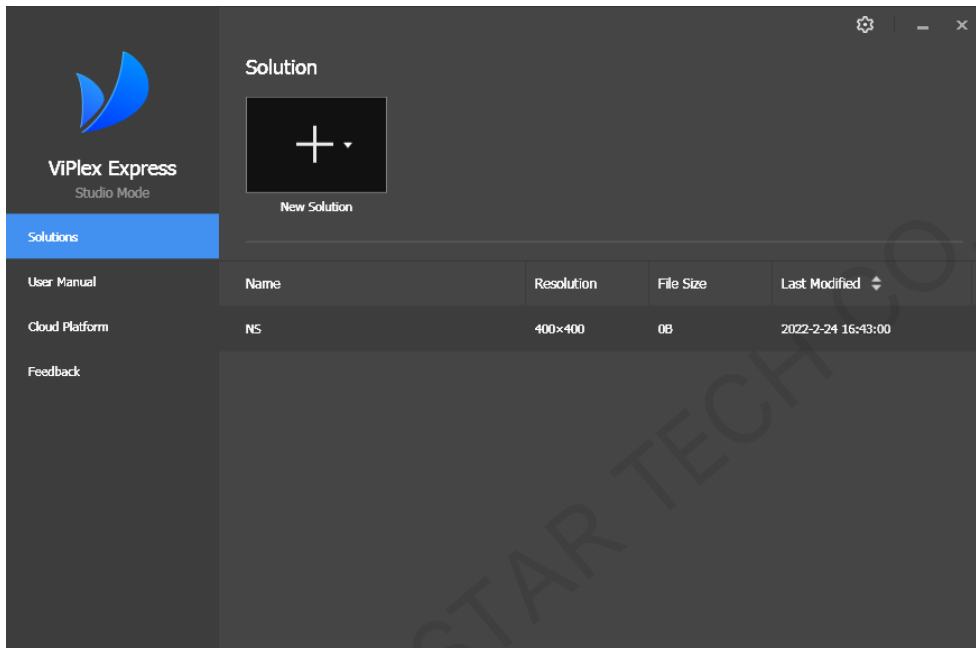 Solution
ViPlex Express
Studio Mode
New Solution
Solutions
User Manual
Cloud Platform
Feedback
Name Resolution File Size Last Modified
NS 400×400 0B 2022-2-24 16:43:00
STAR TECH CO